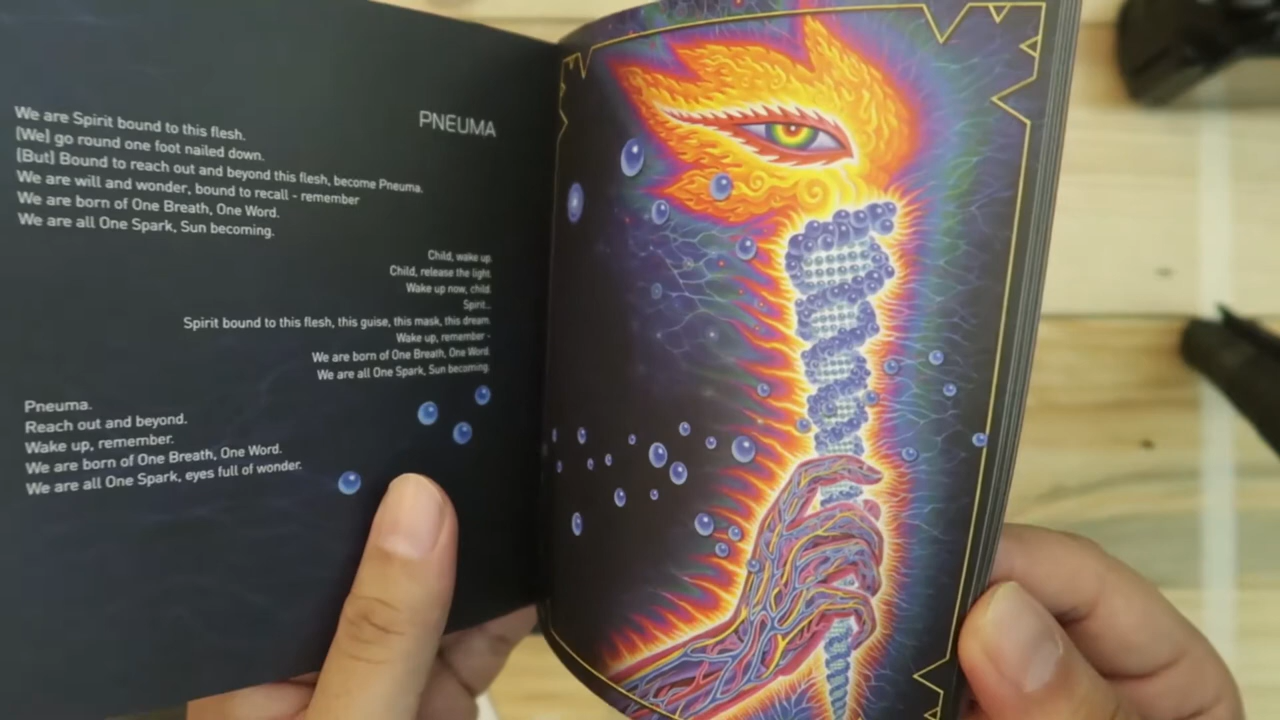 PNEUMA
We are Spirit bound to this flesh.
(We) go round one foot nailed down.
(But) Bound to reach out and beyond this flesh, become Pneuma.
We are will and wonder, bound to recall - remember
We are born of One Breath, One Word.
We are all One Spark, Sun becoming.
Child, wake up.
Child, release the light.
Wake up now, child.
Spirit...
Spirit bound to this flesh, this guise, this mask, this dream.
Wake up, remember -
We are born of One Breath, One Word.
We are all One Spark, Sun becoming.
Pneuma.
Reach out and beyond.
Wake up, remember.
We are born of One Breath, One Word.
We are all One Spark, eyes full of wonder.